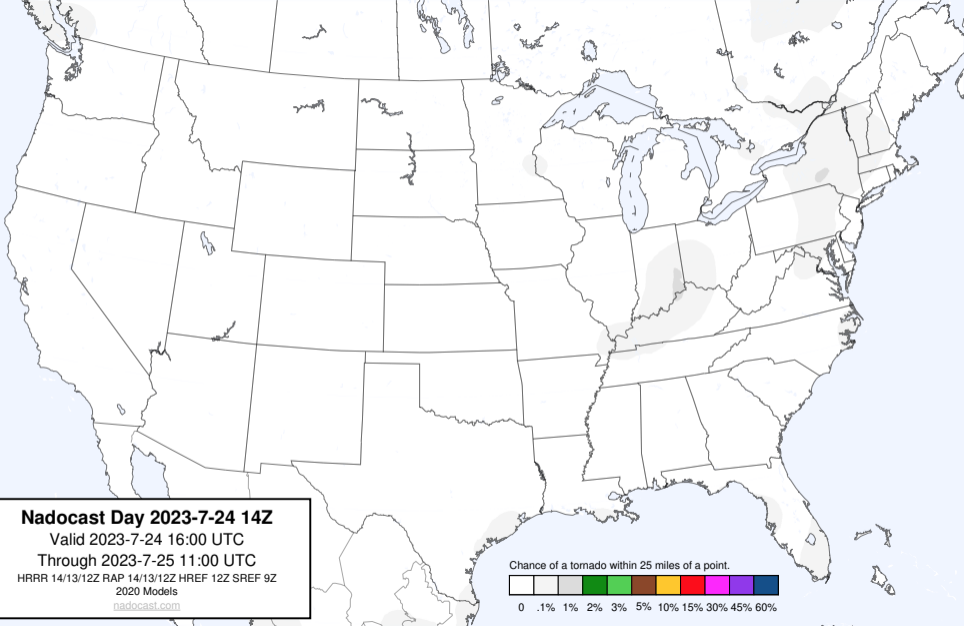 Nadocast Day 2023-7-24 14Z
Valid 2023-7-24 16:00 UTC
Through 2023-7-25 11:00 UTC
HRRR 14/13/12Z RAP 14/13/12Z HREF 12Z SREF 9Z
2020 Models
nadocast.com
Chance of a tornado within 25 miles of a point.
0 .1% 1% 2% 3% 5% 10% 15% 30% 45% 60%